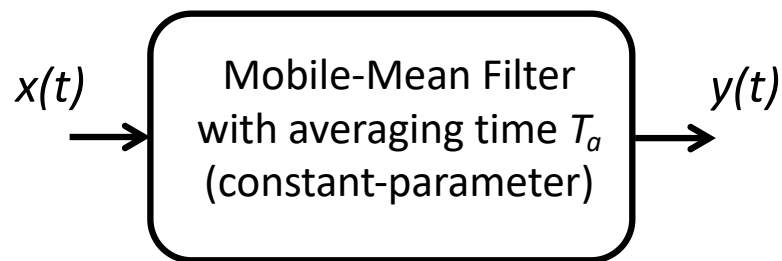 x(t)
Mobile-Mean Filter
with averaging time Tₐ
(constant-parameter)
y(t)